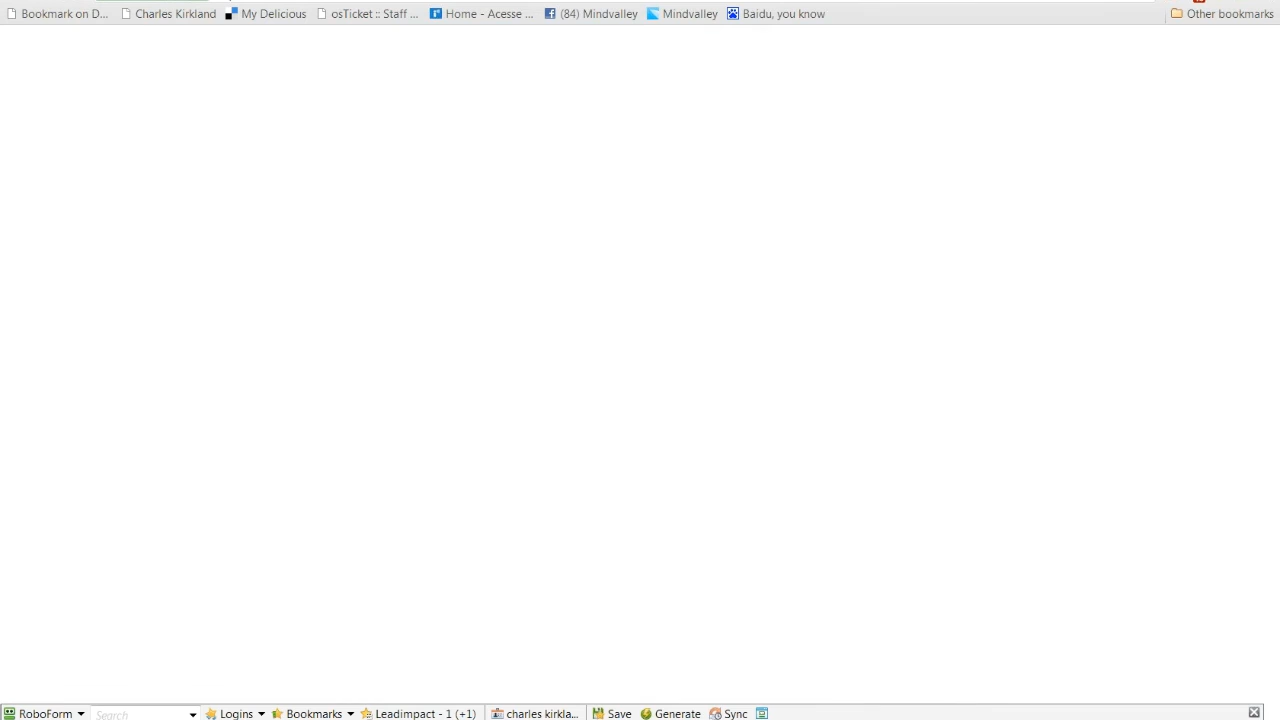 Bookmark on D... Charles Kirkland My Delicious osTicket :: Staff ... Home - Acesse ... (84) Mindvalley Mindvalley Baidu, you know Other bookmarks
RoboForm Search Logins Bookmarks Leadimpact - 1 (+1) charles kirkla... Save Generate Sync